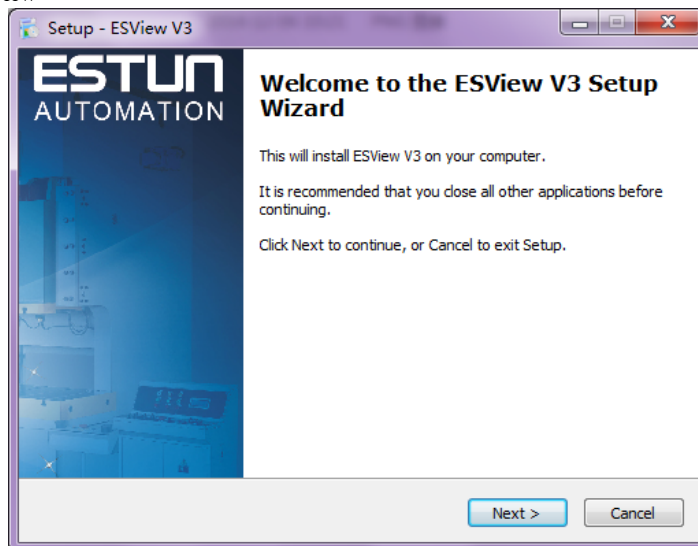 Setup - ESView V3
ESTUN
AUTOMATION
Welcome to the ESView V3 Setup
Wizard
This will install ESView V3 on your computer.
It is recommended that you close all other applications before
continuing.
Click Next to continue, or Cancel to exit Setup.
Next >
Cancel